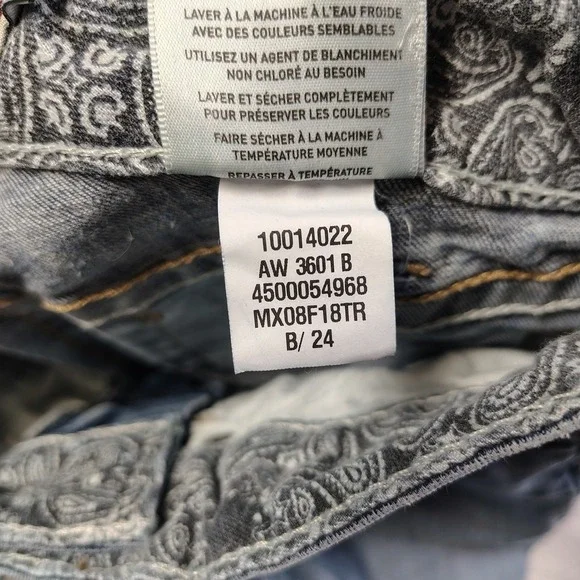 LAVER À LA MACHINE À L'EAU FROIDE
AVEC DES COULEURS SEMBLABLES
UTILISEZ UN AGENT DE BLANCHIMENT
NON CHLORÉ AU BESOIN
LAVER ET SÉCHER COMPLÈTEMENT
POUR PRÉSERVER LES COULEURS
FAIRE SÉCHER À LA MACHINE À
TEMPÉRATURE MOYENNE
REPASSER À TEMPÉRATURE
10014022
AW 3601 B
4500054968
MX08F18TR
B/ 24